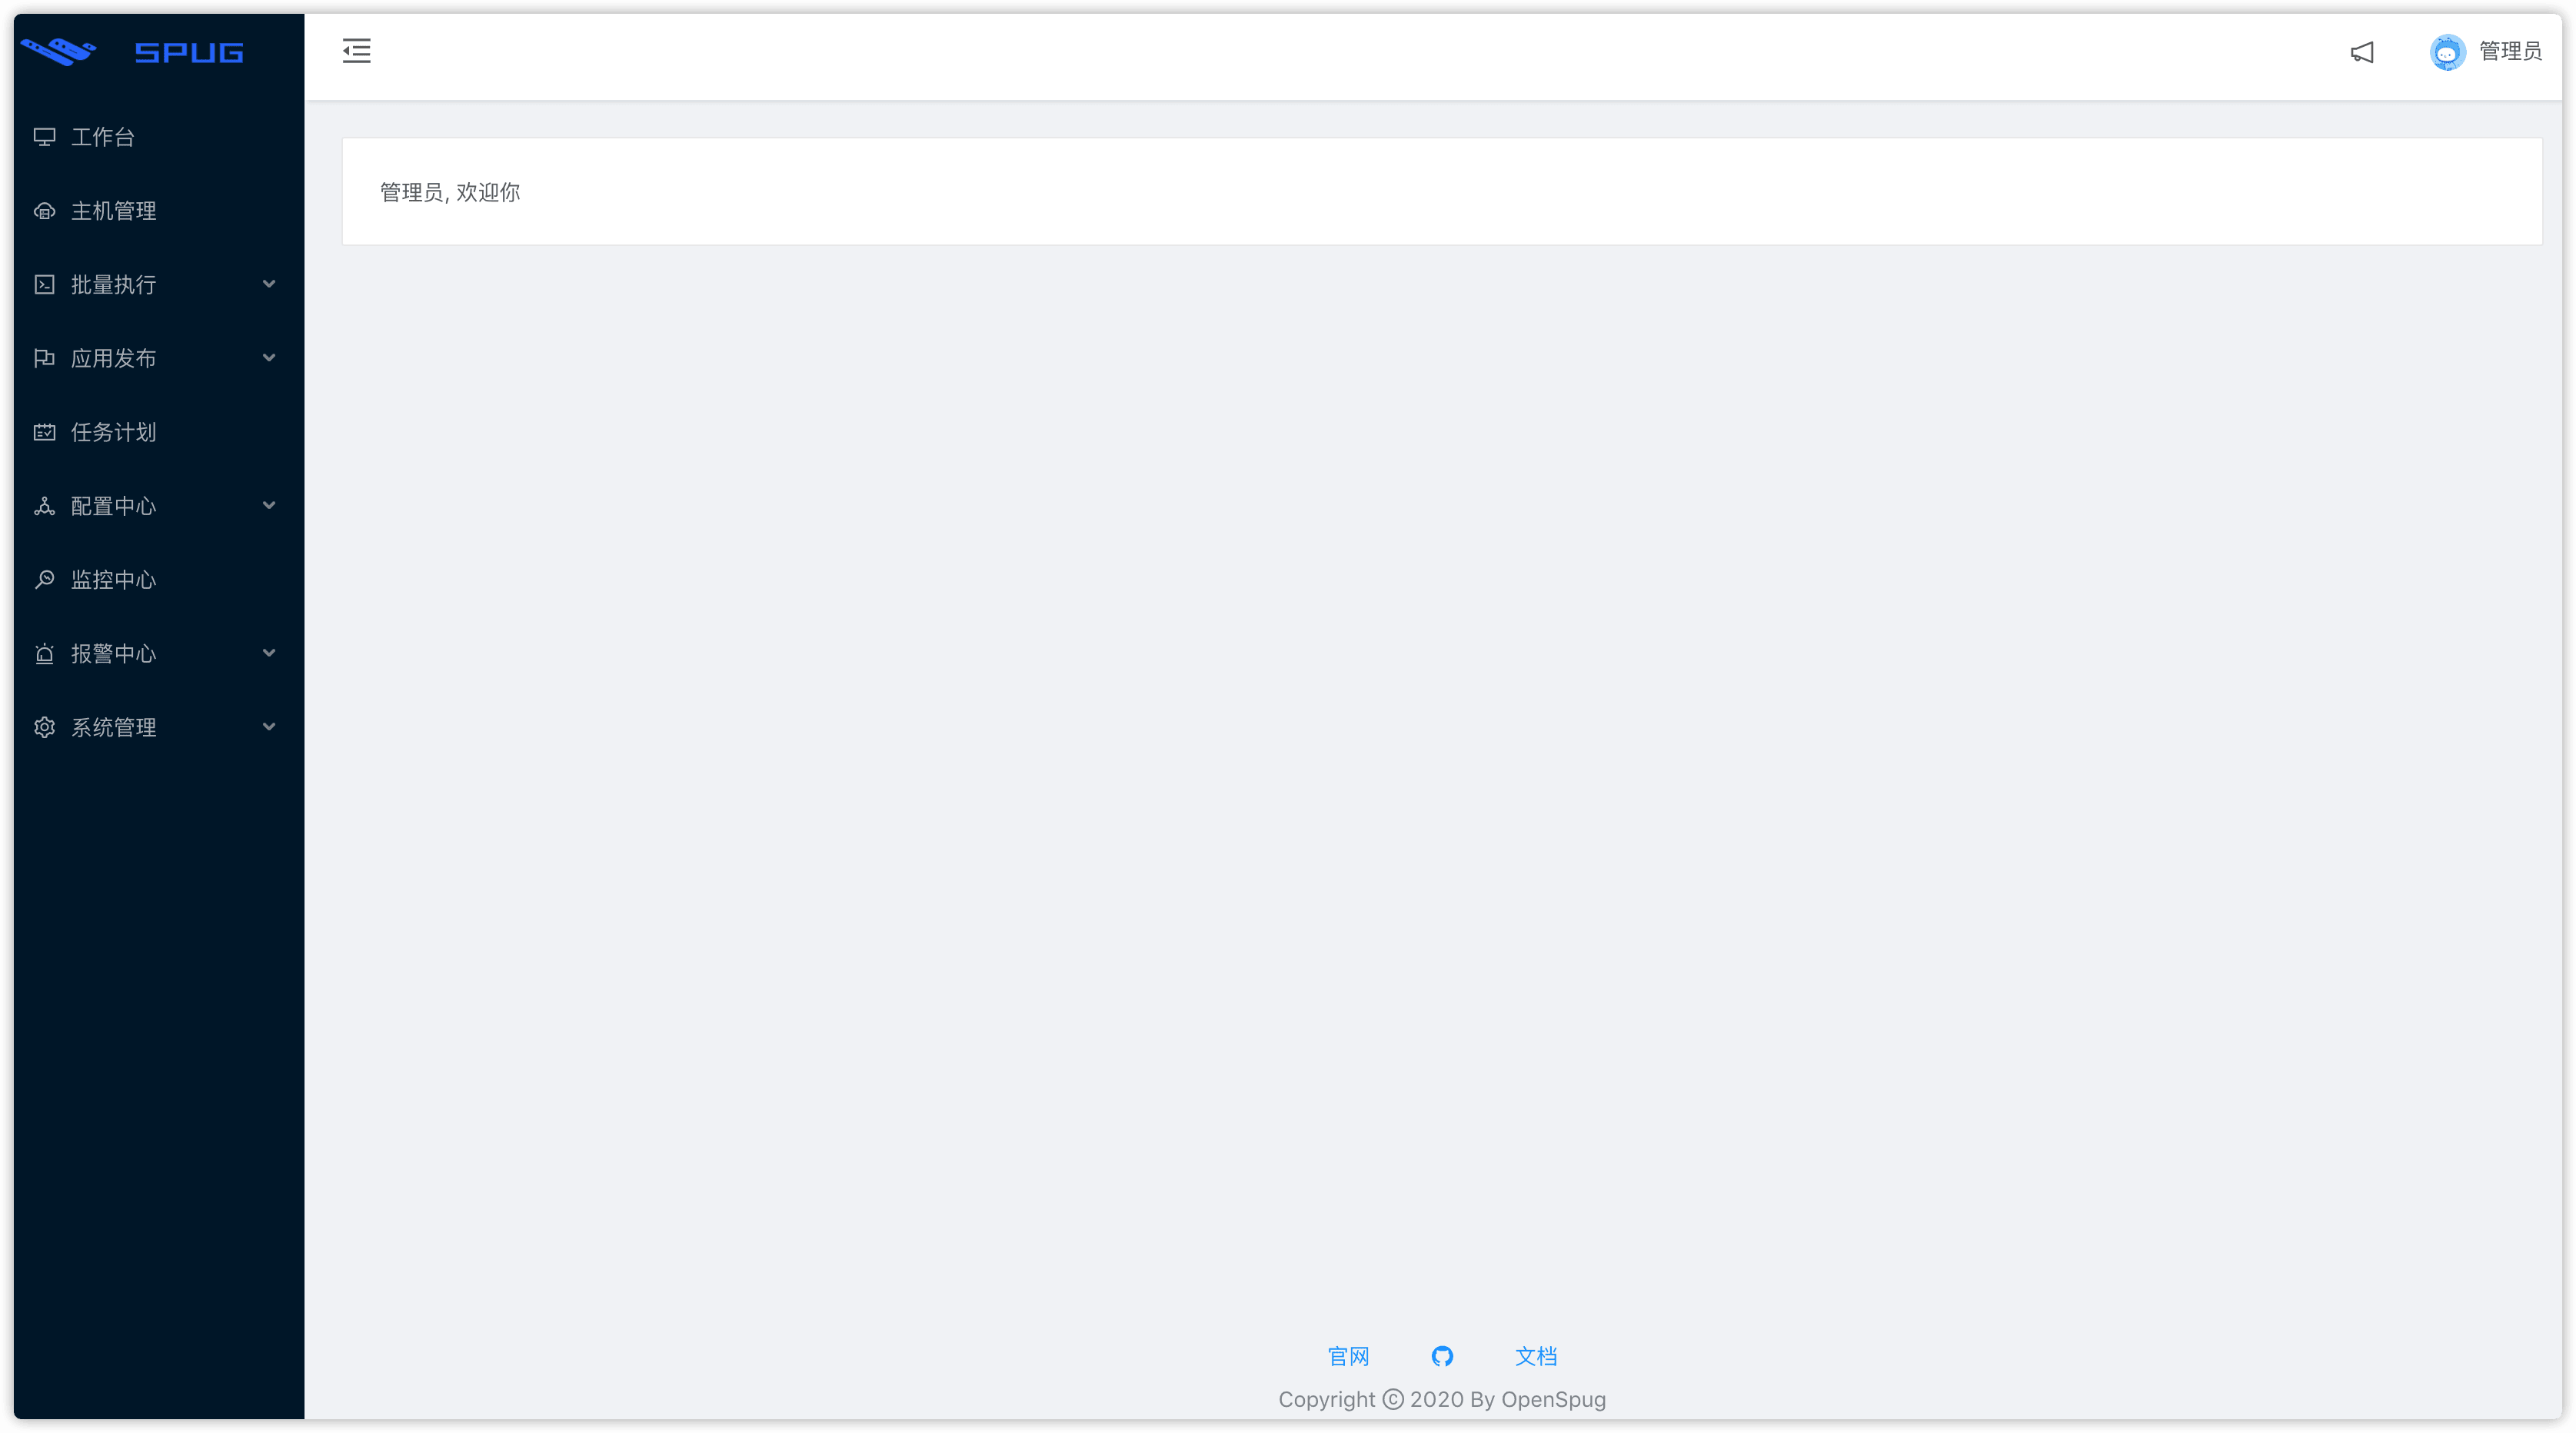 SPUG
管理员
工作台
主机管理
批量执行
应用发布
任务计划
配置中心
监控中心
报警中心
系统管理
管理员, 欢迎你
官网 文档
Copyright © 2020 By OpenSpug